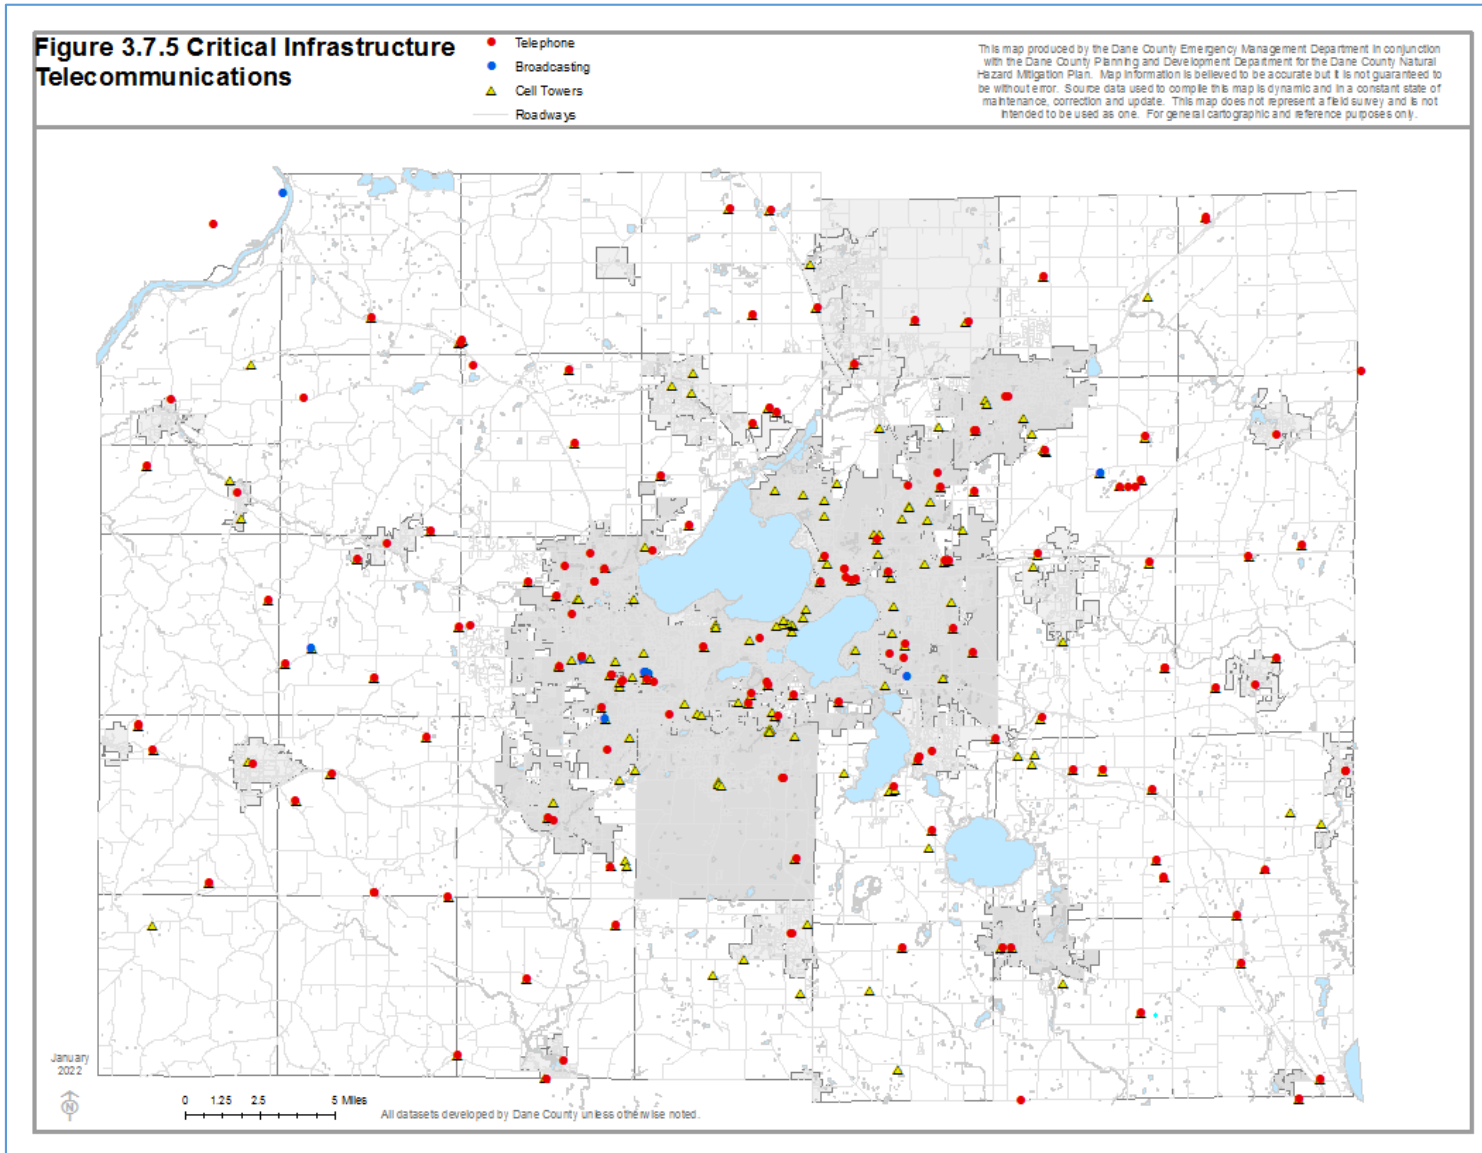 Figure 3.7.5 Critical Infrastructure
Telecommunications
Telephone
Broadcasting
Cell Towers
Roadways
This map produced by the Dane County Emergency Management Department in conjunction
with the Dane County Planning and Development Department for the Dane County Natural
Hazard Mitigation Plan. Map information is believed to be accurate but it is not guaranteed to
be without error. Source data used to compile this map is dynamic and in a constant state of
maintenance, correction and update. This map does not represent a field survey and is not
intended to be used as one. For general cartographic and reference purposes only.
January
2022
N
0 1.25 2.5 5 Miles
All datasets developed by Dane County unless otherwise noted.